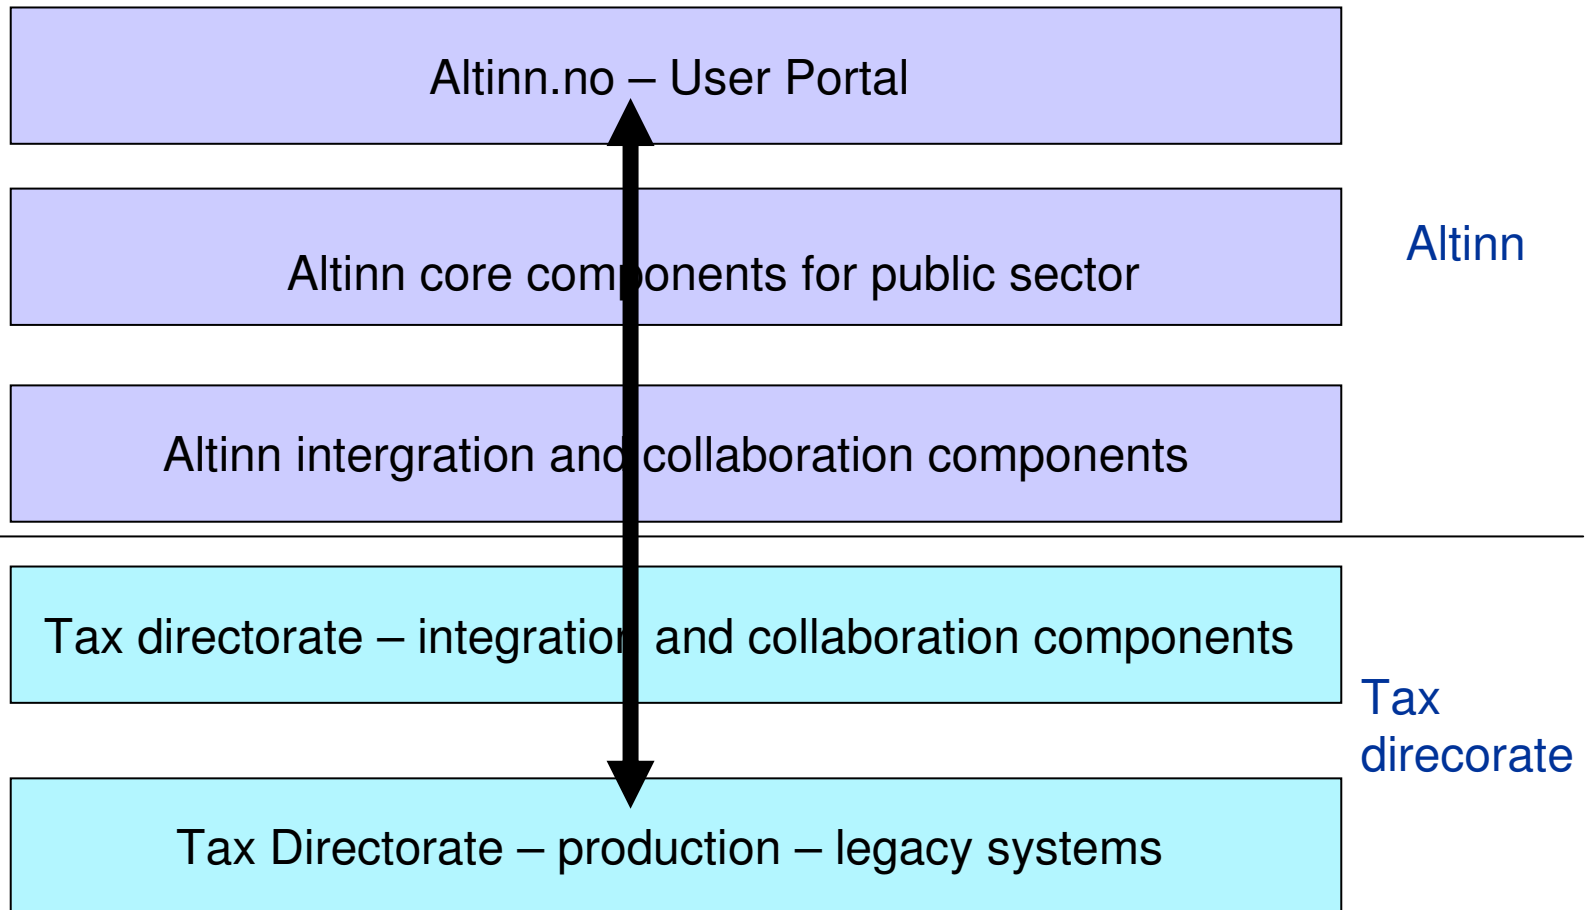 Altinn.no – User Portal
Altinn core components for public sector
Altinn
Altinn intergration and collaboration components
Tax directorate – integration and collaboration components
Tax
direcorate
Tax Directorate – production – legacy systems